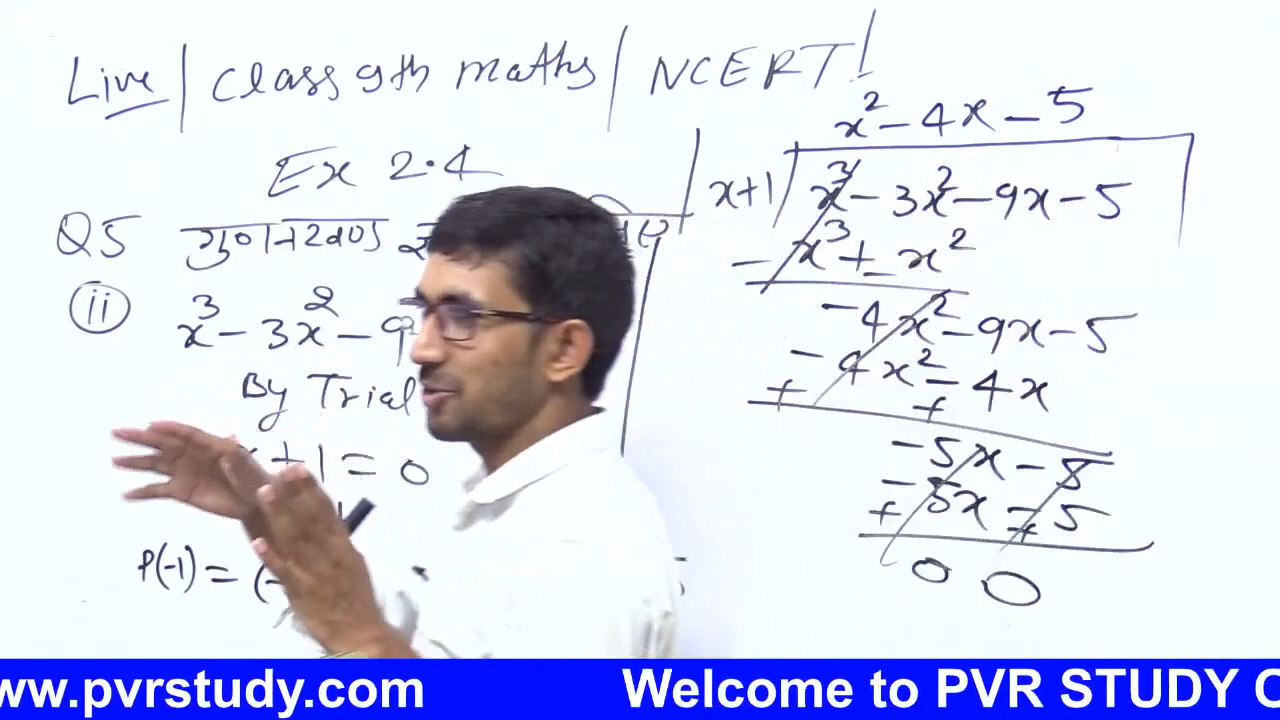 Live | Class 9th maths | NCERT!
Ex 2.4
Q5 गुणनखंड
ii x³ - 3x² - 9
By Trial
+ 1 = 0
P(-1) = (-
x² - 4x - 5
x+1 ) x³ - 3x² - 9x - 5
- x³ + - x²
- 4x² - 9x - 5
- 4x² - 4x
+ +
- 5x - 5
- 5x - 5
+ +
0 0
www.pvrstudy.com Welcome to PVR STUDY